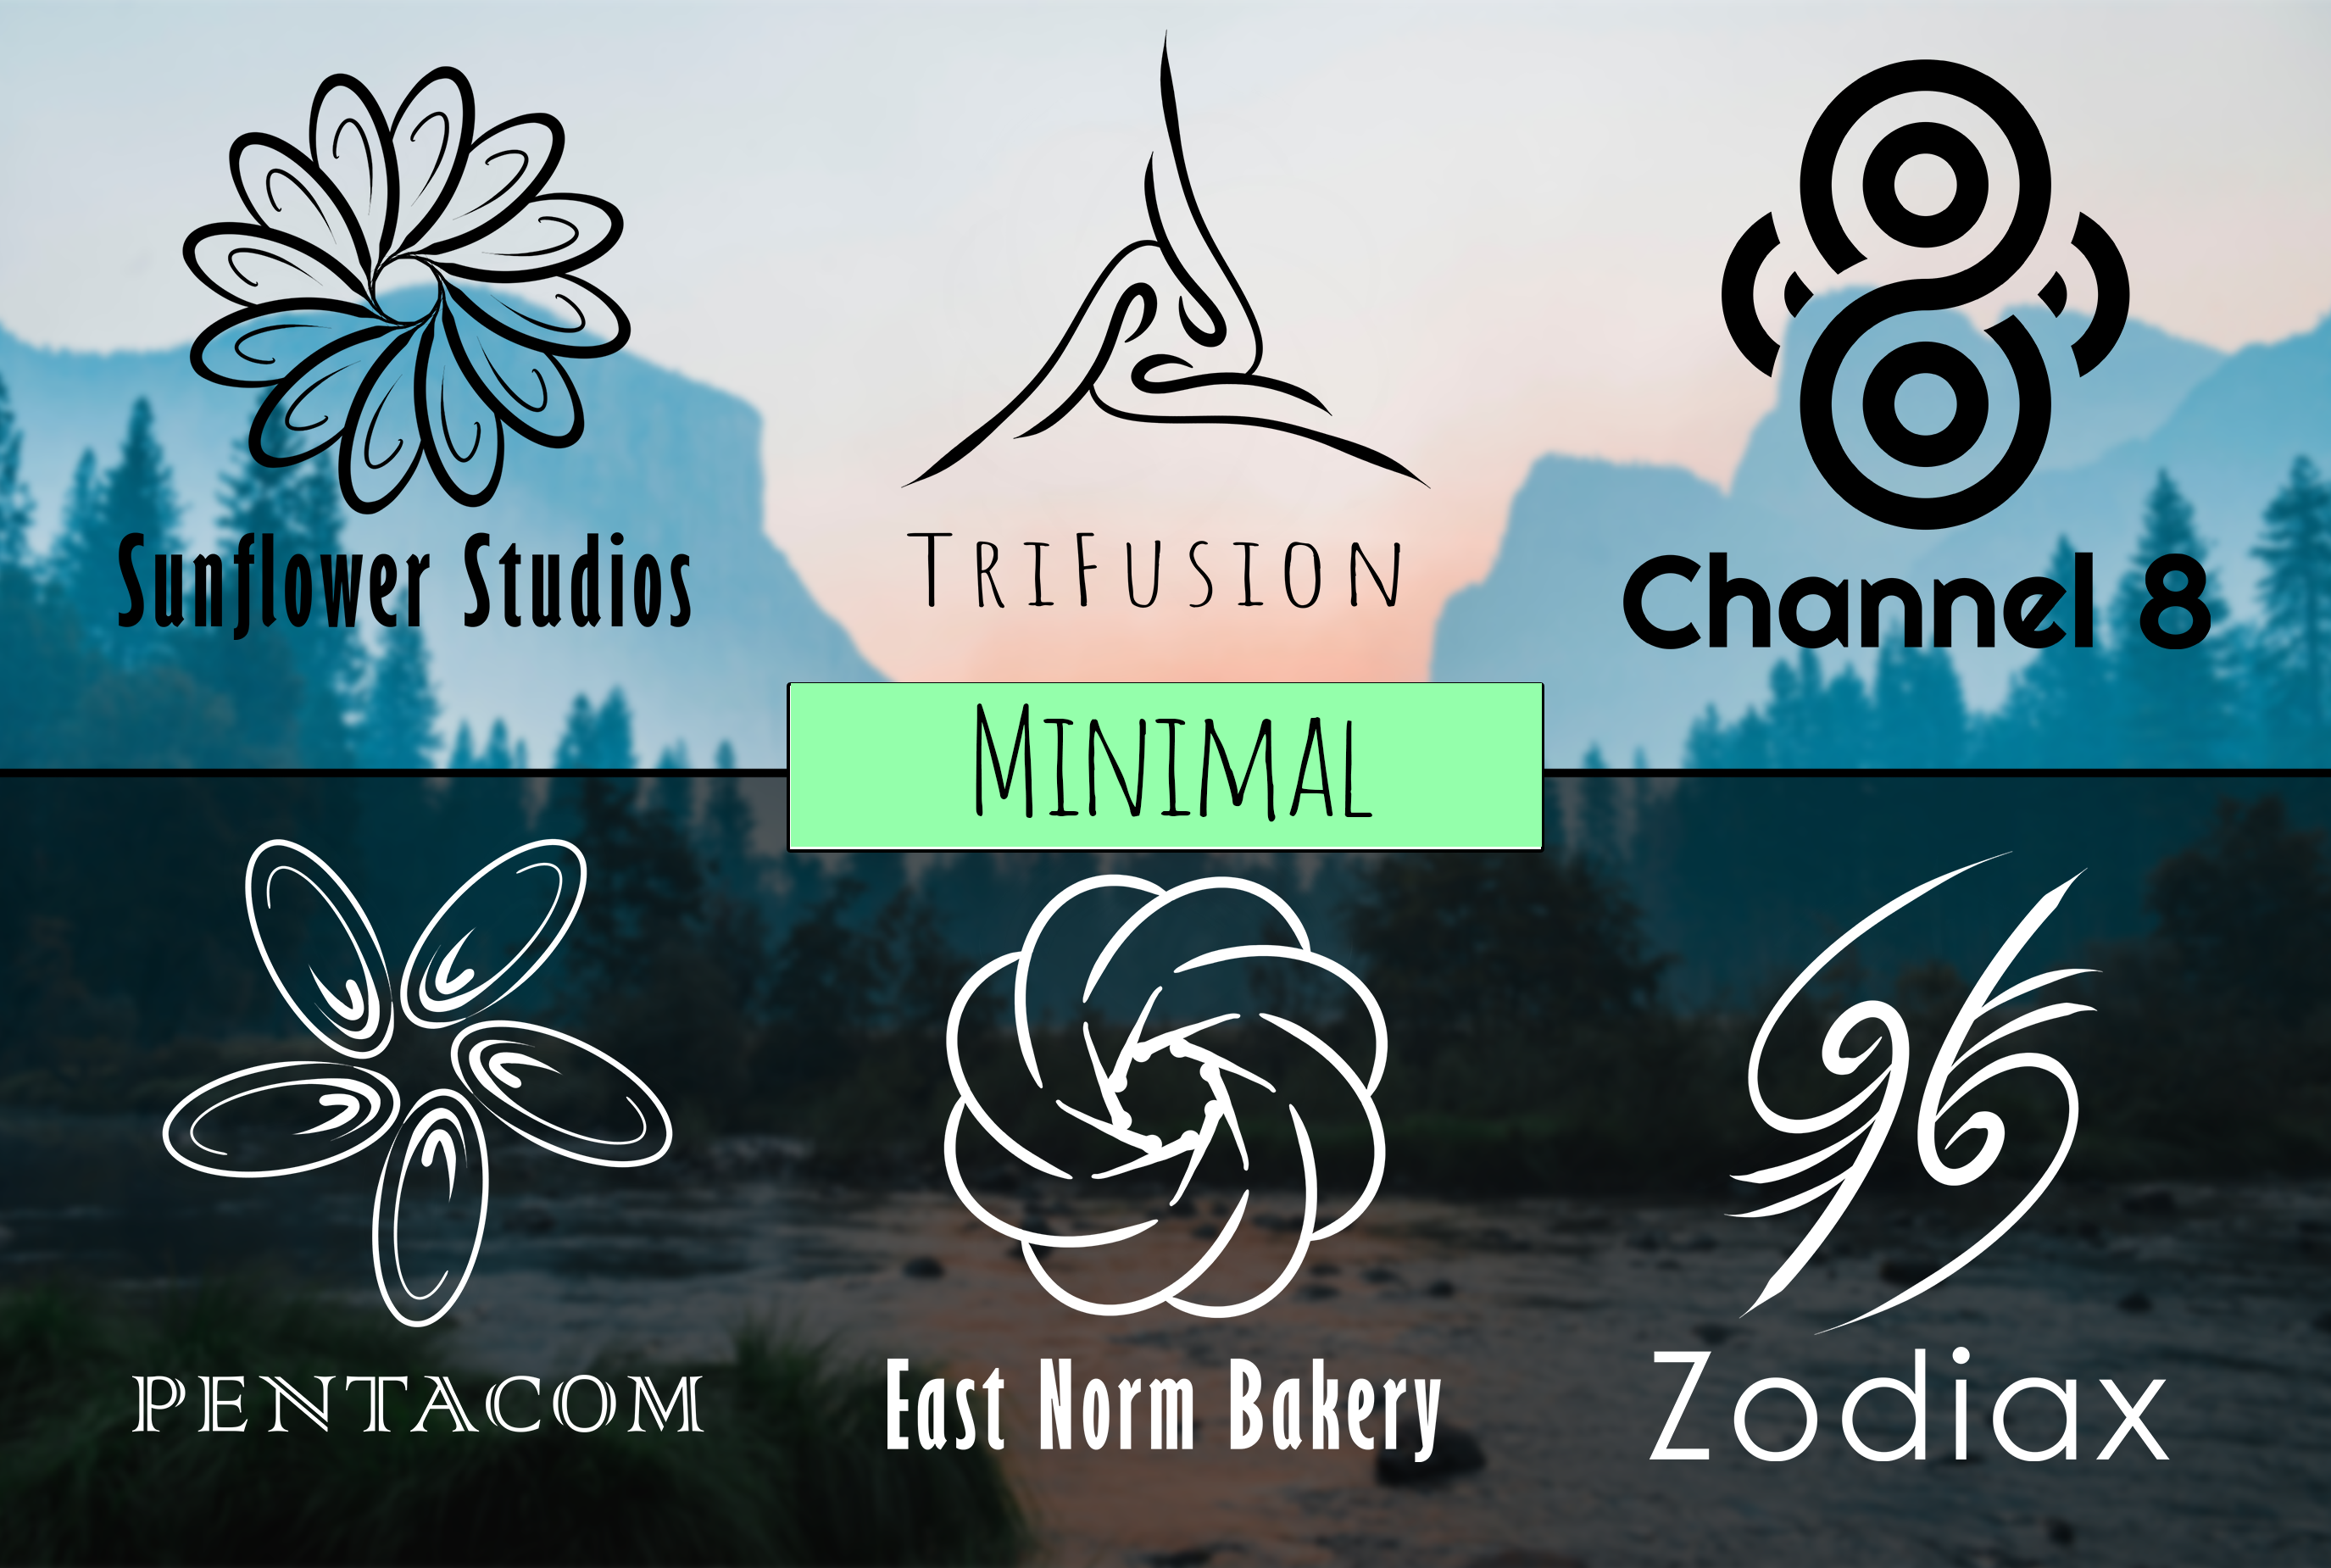 Sunflower Studios
TriFusion
Channel 8
Minimal
PENTACOM
East Norm Bakery
Zodiax